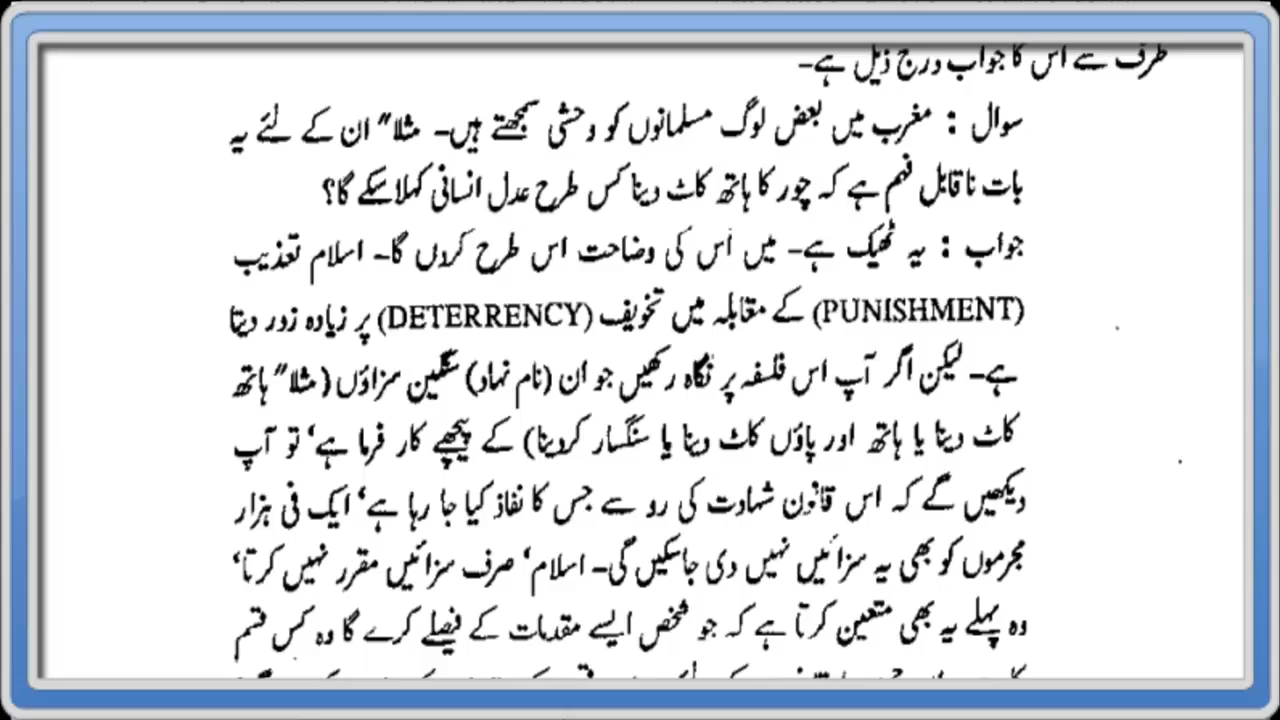 طرف سے اس کا جواب درج ذیل ہے۔
سوال : مغرب میں بعض لوگ مسلمانوں کو وحشی سمجھتے ہیں۔ مثلا" ان کے لئے یہ
بات ناقابل فہم ہے کہ چور کا ہاتھ کاٹ دینا کس طرح عدل انسانی کہلا سکے گا؟
جواب : یہ ٹھیک ہے۔ میں اس کی وضاحت اس طرح کروں گا۔ اسلام تعذیب
(PUNISHMENT) کے مقابلہ میں تخویف (DETERRENCY) پر زیادہ زور دیتا
ہے۔ لیکن اگر آپ اس فلسفہ پر نگاہ رکھیں جو ان (نام نہاد) سنگین سزاؤں (مثلا" ہاتھ
کاٹ دینا یا ہاتھ اور پاؤں کاٹ دینا یا سنگسار کردینا) کے پیچھے کار فرما ہے‘ تو آپ
دیکھیں گے کہ اس قانون شہادت کی رو سے جس کا نفاذ کیا جا رہا ہے‘ ایک فی ہزار
مجرموں کو بھی یہ سزائیں نہیں دی جاسکیں گی۔ اسلام‘ صرف سزائیں مقرر نہیں کرتا‘
وہ پہلے یہ بھی متعین کرتا ہے کہ جو شخص ایسے مقدمات کے فیصلے کرے گا وہ کس قسم